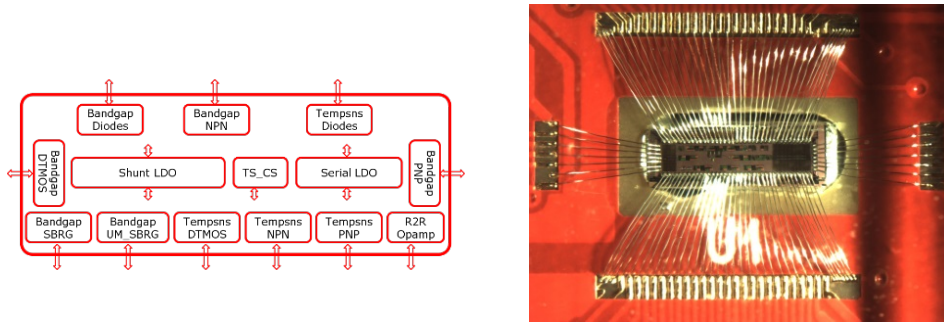 Bandgap
Diodes
Bandgap
NPN
Tempsns
Diodes
Bandgap
DTMOS
Shunt LDO
TS_CS
Serial LDO
Bandgap
PNP
Bandgap
SBRG
Bandgap
UM_SBRG
Tempsns
DTMOS
Tempsns
NPN
Tempsns
PNP
R2R
Opamp
U1